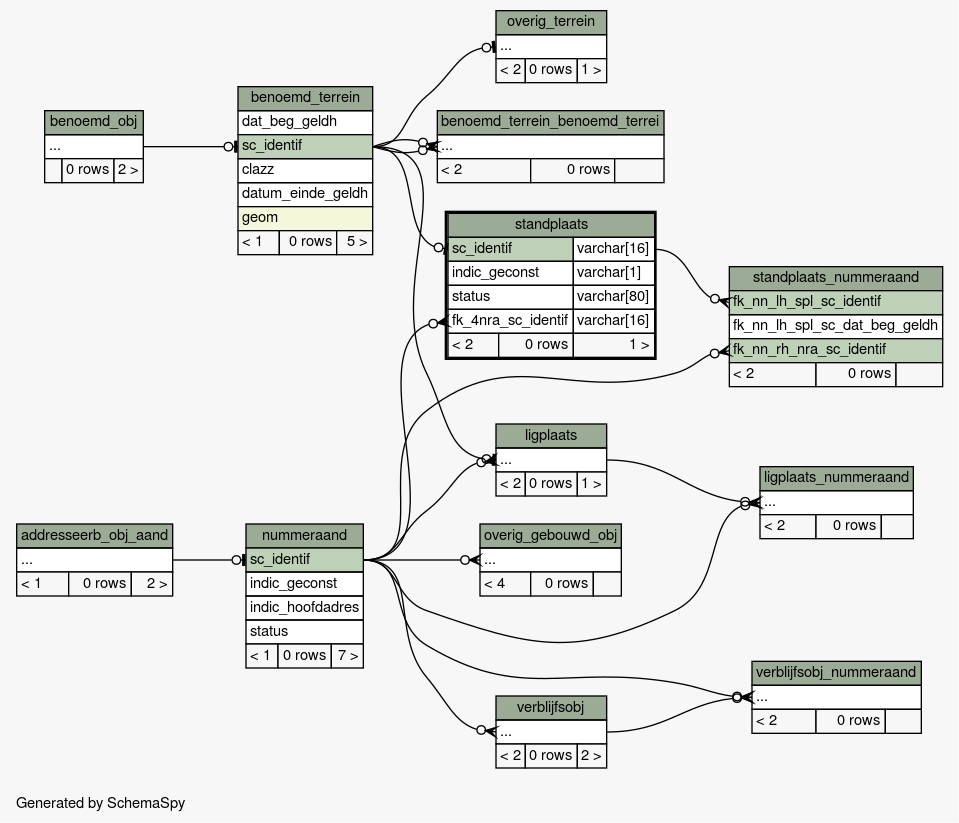 overig_terrein
...
< 2 0 rows 1 >
benoemd_terrein
dat_beg_geldh
sc_identif
clazz
datum_einde_geldh
geom
< 1 0 rows 5 >
benoemd_obj
...
0 rows 2 >
benoemd_terrein_benoemd_terrei
...
< 2 0 rows
standplaats
sc_identif varchar[16]
indic_geconst varchar[1]
status varchar[80]
fk_4nra_sc_identif varchar[16]
< 2 0 rows 1 >
standplaats_nummeraand
fk_nn_lh_spl_sc_identif
fk_nn_lh_spl_sc_dat_beg_geldh
fk_nn_rh_nra_sc_identif
< 2 0 rows
ligplaats
...
< 2 0 rows 1 >
ligplaats_nummeraand
...
< 2 0 rows
addresseerb_obj_aand
...
< 1 0 rows 2 >
nummeraand
sc_identif
indic_geconst
indic_hoofdadres
status
< 1 0 rows 7 >
overig_gebouwd_obj
...
< 4 0 rows
verblijfsobj_nummeraand
...
< 2 0 rows
verblijfsobj
...
< 2 0 rows 2 >
Generated by SchemaSpy